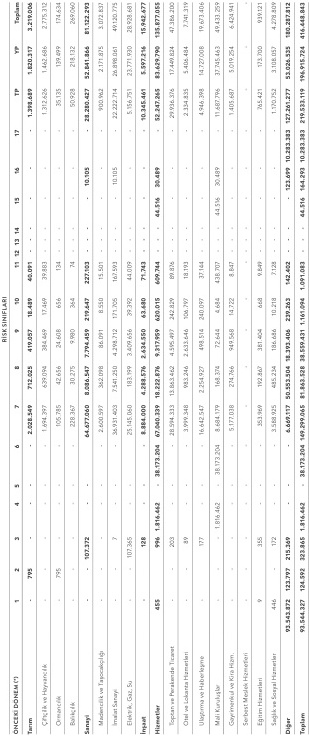 RİSK SINIFLARI
ÖNCEKİ DÖNEM (*) 1 2 3 4 5 6 7 8 9 10 11 12 13 14 15 16 17 TP YP Toplam
Tarım - 795 - - - - 2.028.549 712.025 419.057 18.489 40.091 - - - - - - 1.398.689 1.820.317 3.219.006
Çiftçilik ve Hayvancılık - - - - - - 1.694.397 639.094 384.469 17.469 39.883 - - - - - - 1.312.626 1.462.686 2.775.312
Ormancılık - 795 - - - - 105.785 42.656 24.608 656 134 - - - - - - 35.135 139.499 174.634
Balıkçılık - - - - - - 228.367 30.275 9.980 364 74 - - - - - - 50.928 218.132 269.060
Sanayi - - 107.372 - - - 64.677.060 8.086.547 7.794.459 219.647 227.103 - - - - 10.105 - 28.280.427 52.841.866 81.122.293
Madencilik ve Taşocakçılığı - - - - - - 2.600.597 362.098 86.091 8.550 15.501 - - - - - - 900.962 2.171.875 3.072.837
İmalat Sanayi - - 7 - - - 36.931.403 7.541.250 4.298.712 171.705 167.593 - - - - 10.105 - 22.222.714 26.898.061 49.120.775
Elektrik, Gaz, Su - - 107.365 - - - 25.145.060 183.199 3.409.656 39.392 44.009 - - - - - - 5.156.751 23.771.930 28.928.681
İnşaat - - 128 - - - 8.884.000 4.288.576 2.634.550 63.680 71.743 - - - - - - 10.345.461 5.597.216 15.942.677
Hizmetler 455 - 996 1.816.462 - 38.173.204 67.040.339 18.232.876 9.317.959 620.015 609.744 - - - 44.516 30.489 - 52.247.265 83.629.790 135.877.055
Toptan ve Perakende Ticaret - - 203 - - - 28.594.333 13.863.462 4.595.497 242.829 89.876 - - - - - - 29.936.376 17.449.824 47.386.200
Otel ve Lokanta Hizmetleri - - 89 - - - 3.999.348 983.246 2.633.646 106.797 18.193 - - - - - - 2.334.835 5.406.484 7.741.319
Ulaştırma ve Haberleşme - - 177 - - - 16.642.547 2.254.927 498.514 240.097 37.144 - - - - - - 4.946.398 14.727.008 19.673.406
Mali Kuruluşlar - - - 1.816.462 - 38.173.204 8.684.179 168.334 72.644 4.684 438.707 - - - 44.516 30.489 - 11.687.796 37.745.463 49.433.259
Gayrimenkul ve Kira Hizm. - - - - - - 5.177.038 274.766 949.568 14.722 8.847 - - - - - - 1.405.687 5.019.254 6.424.941
Serbest Meslek Hizmetleri - - - - - - - - - - - - - - - - - - - -
Eğitim Hizmetleri 9 - 355 - - - 353.969 192.867 381.404 668 9.849 - - - - - - 765.421 173.700 939.121
Sağlık ve Sosyal Hizmetler 446 - 172 - - - 3.588.925 485.234 186.686 10.218 7.128 - - - - - - 1.170.752 3.108.057 4.278.809
Diğer 93.543.872 123.797 215.369 - - - 6.669.117 50.553.504 18.393.406 239.263 142.402 - - - - 123.699 10.283.383 127.261.277 53.026.535 180.287.812
Toplam 93.544.327 124.592 323.865 1.816.462 - 38.173.204 149.299.065 81.863.328 38.559.431 1.161.094 1.091.083 - - - 44.516 164.293 10.283.383 219.533.119 196.915.724 416.448.843